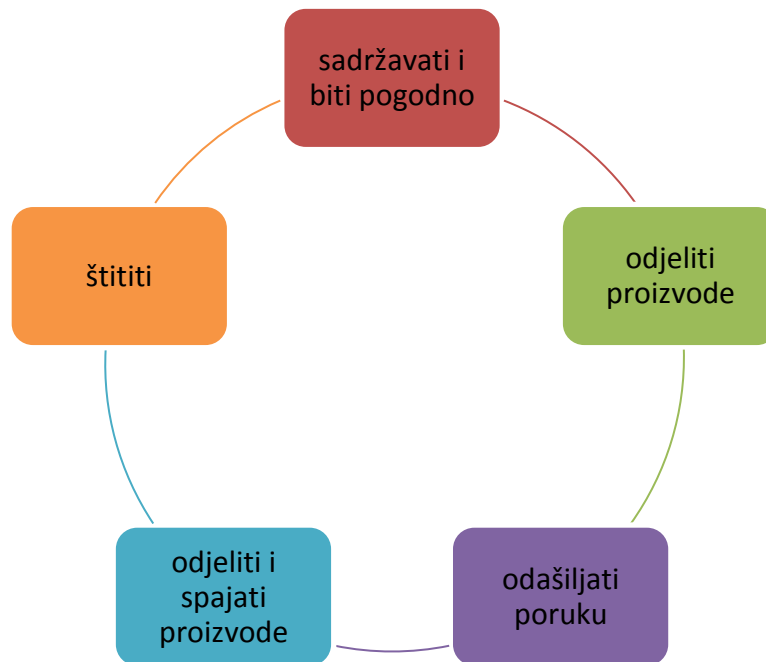 sadržavati i
biti pogodno
odjeliti
proizvode
odašiljati
poruku
odjeliti i
spajati
proizvode
štititi